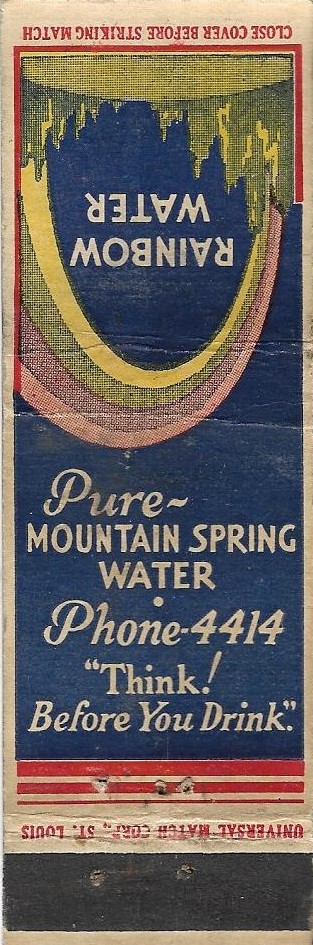 CLOSE COVER BEFORE STRIKING MATCH
RAINBOW
WATER
Pure~
MOUNTAIN SPRING
WATER
Phone-4414
"Think!
Before You Drink."
UNIVERSAL MATCH CORP., ST. LOUIS